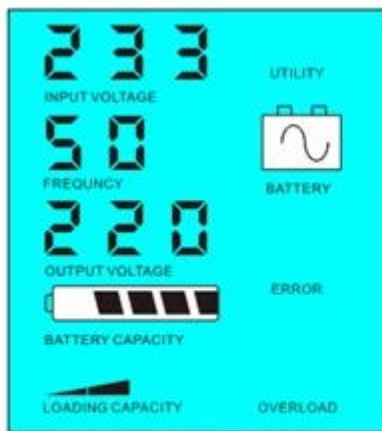 233
UTILITY
INPUT VOLTAGE
50
FREQUNCY
BATTERY
220
OUTPUT VOLTAGE
ERROR
BATTERY CAPACITY
LOADING CAPACITY
OVERLOAD